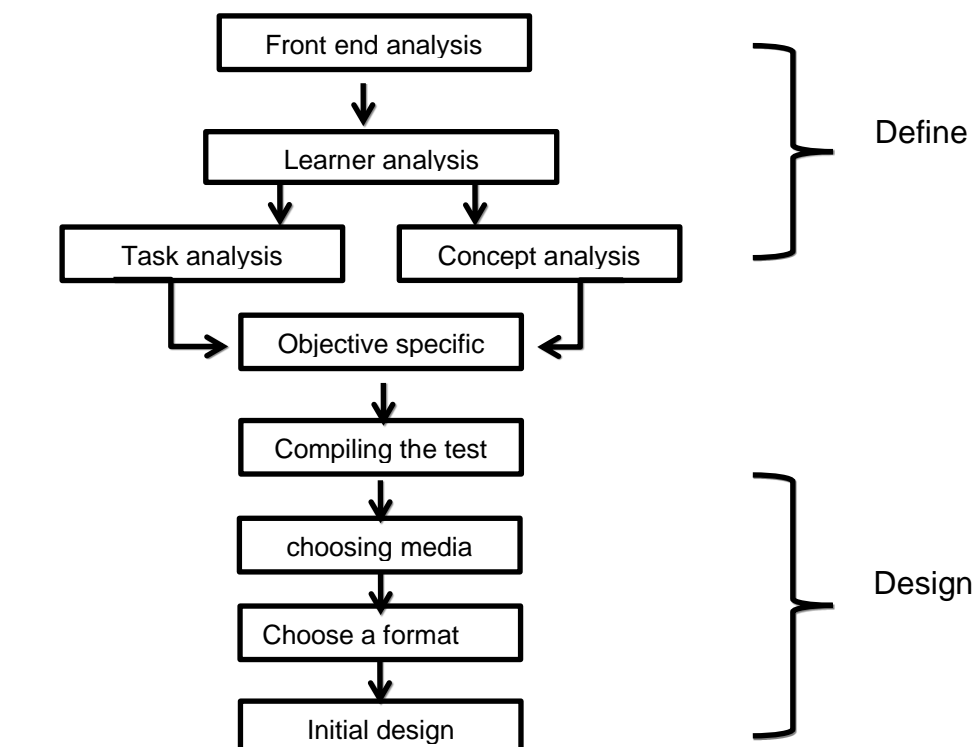 Front end analysis
Define
Learner analysis
Task analysis
Concept analysis
Objective specific
Compiling the test
choosing media
Design
Choose a format
Initial design